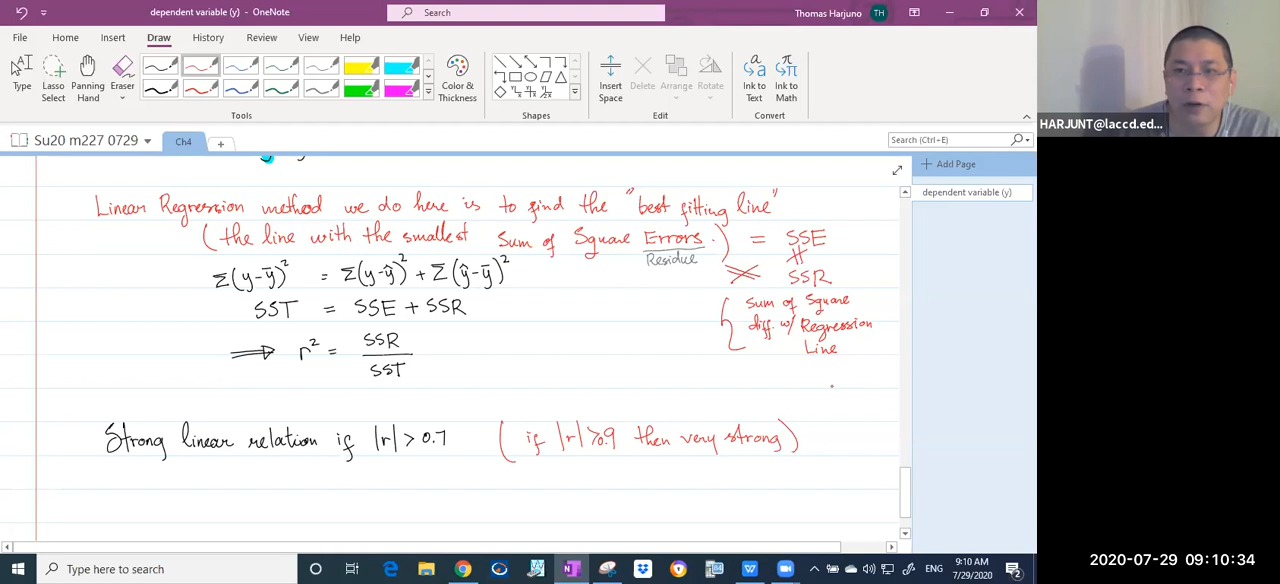 dependent variable (y) - OneNote
Search
Thomas Harjuno
TH
File Home Insert Draw History Review View Help
Type
Lasso Select
Panning Hand
Eraser
Color & Thickness
Insert Space
Delete
Arrange
Rotate
Ink to Text
Ink to Math
Tools
Shapes
Edit
Convert
HARJUNT@laccd.ed...
Su20 m227 0729
Ch4
Search (Ctrl+E)
Add Page
dependent variable (y)
Linear Regression method we do here is to find the "best fitting line"
(the line with the smallest Sum of Square Errors.) = SSE
Residue
≠
SSR
Σ(y-ȳ)² = Σ(y-ŷ)² + Σ(ŷ-ȳ)²
SST = SSE + SSR
{ Sum of Square
diff. w/ Regression
Line
⟹ r² = SSR
SST
Strong linear relation if |r| > 0.7 (if |r| > 0.9 then very strong)
Type here to search
ENG
9:10 AM
7/29/2020
2
2020-07-29 09:10:34